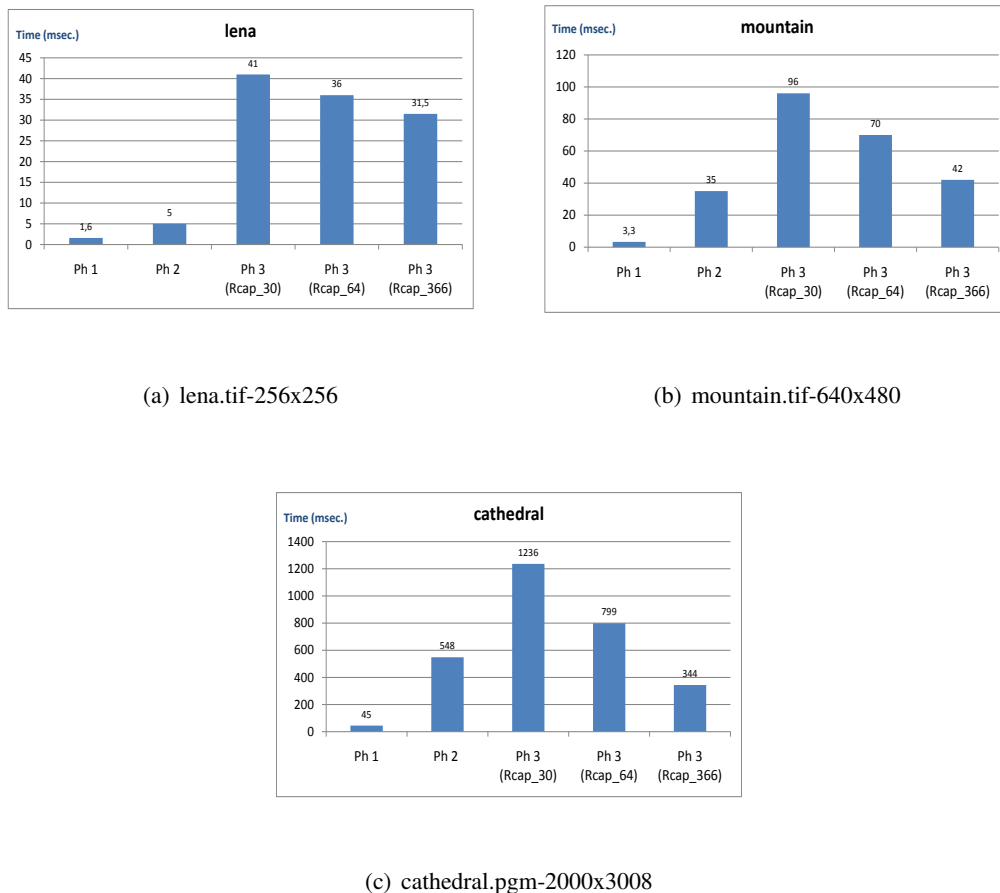 Time (msec.)
lena
45
40
35
30
25
20
15
10
5
0
1,6
5
41
36
31,5
Ph 1
Ph 2
Ph 3
(Rcap_30)
Ph 3
(Rcap_64)
Ph 3
(Rcap_366)
(a) lena.tif-256x256
Time (msec.)
mountain
120
100
80
60
40
20
0
3,3
35
96
70
42
Ph 1
Ph 2
Ph 3
(Rcap_30)
Ph 3
(Rcap_64)
Ph 3
(Rcap_366)
(b) mountain.tif-640x480
Time (msec.)
cathedral
1400
1200
1000
800
600
400
200
0
45
548
1236
799
344
Ph 1
Ph 2
Ph 3
(Rcap_30)
Ph 3
(Rcap_64)
Ph 3
(Rcap_366)
(c) cathedral.pgm-2000x3008